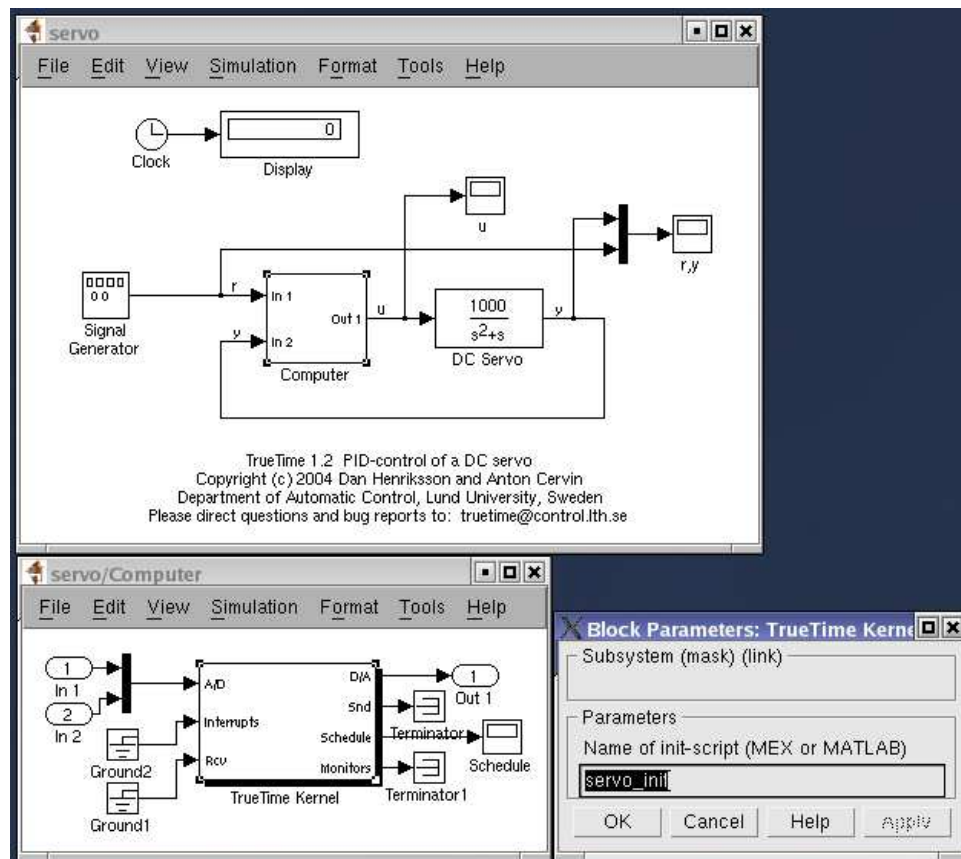 servo
File Edit View Simulation Format Tools Help
0
Clock
Display
u
r,y
Signal
Generator
r
y
In 1
In 2
Out 1
Computer
u
1000
s²+s
DC Servo
y
TrueTime 1.2 PID-control of a DC servo
Copyright (c) 2004 Dan Henriksson and Anton Cervin
Department of Automatic Control, Lund University, Sweden
Please direct questions and bug reports to: truetime@control.lth.se
servo/Computer
File Edit View Simulation Format Tools Help
1
In 1
2
In 2
Ground2
Ground1
A/D
Interrupts
Rcv
D/A
Snd
Schedule
Monitors
TrueTime Kernel
1
Out 1
Terminator
Schedule
Terminator1
Block Parameters: TrueTime Kerne
Subsystem (mask) (link)
Parameters
Name of init-script (MEX or MATLAB)
servo_init
OK Cancel Help Apply